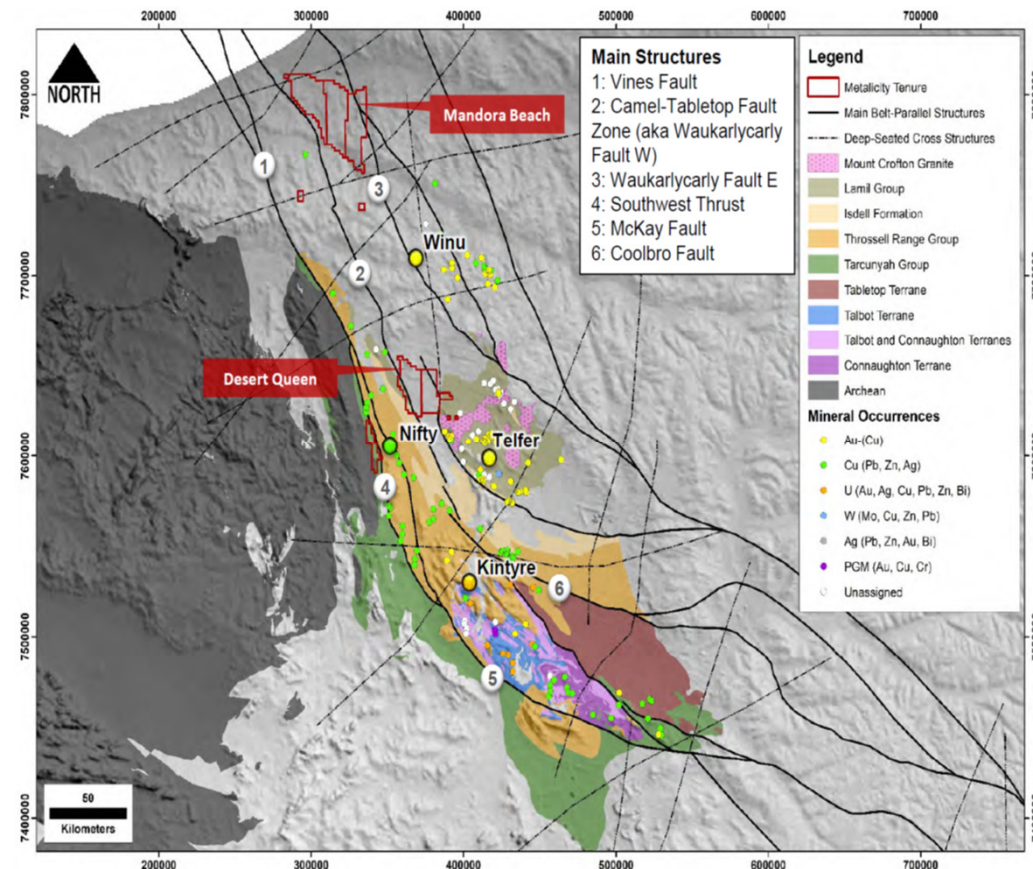 200000
300000
400000
500000
600000
700000
NORTH
7800000
7700000
7600000
7500000
7400000
Mandora Beach
1
3
Winu
2
Desert Queen
Nifty
Telfer
4
Kintyre
6
5
50
Kilometers
200000
300000
400000
500000
600000
700000
Main Structures
1: Vines Fault
2: Camel-Tabletop Fault
Zone (aka Waukarlycarly
Fault W)
3: Waukarlycarly Fault E
4: Southwest Thrust
5: McKay Fault
6: Coolbro Fault
Legend
Metalicity Tenure
Main Belt-Parallel Structures
Deep-Seated Cross Structures
Mount Crofton Granite
Lamil Group
Isdell Formation
Throssell Range Group
Tarcunyah Group
Tabletop Terrane
Talbot Terrane
Talbot and Connaughton Terranes
Connaughton Terrane
Archean
Mineral Occurrences
Au-(Cu)
Cu (Pb, Zn, Ag)
U (Au, Ag, Cu, Pb, Zn, Bi)
W (Mo, Cu, Zn, Pb)
Ag (Pb, Zn, Au, Bi)
PGM (Au, Cu, Cr)
Unassigned